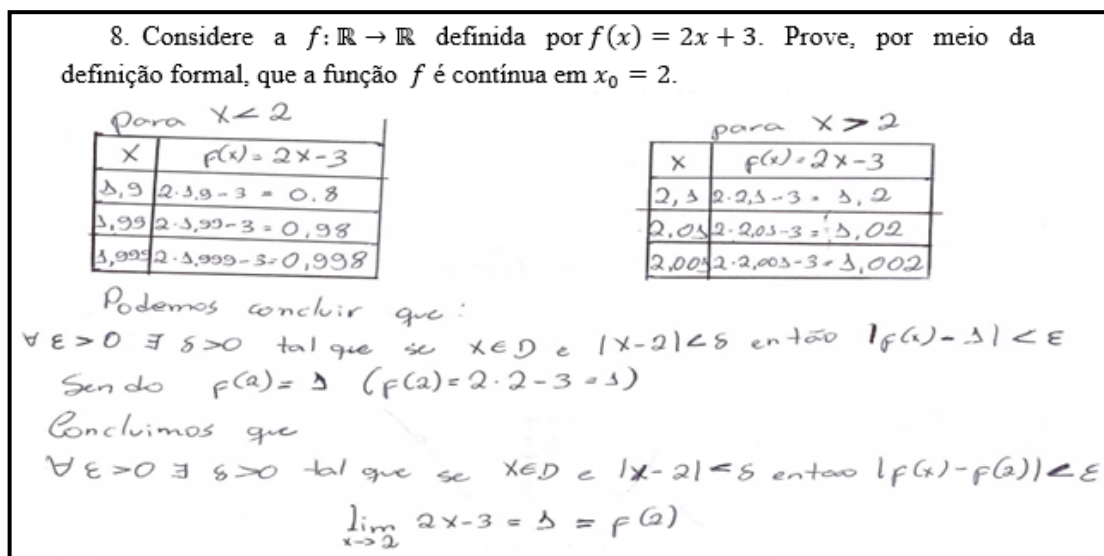 8. Considere a f: ℝ → ℝ definida por f(x) = 2x + 3. Prove, por meio da
definição formal, que a função f é contínua em x₀ = 2.
para x < 2
x f(x) = 2x - 3
1,9 2·1,9 - 3 = 0.8
1,99 2·1,99 - 3 = 0,98
1,999 2·1,999 - 3 = 0,998
para x > 2
x f(x) = 2x - 3
2,1 2·2,1 - 3 = 1,2
2,01 2·2,01 - 3 = 1,02
2,001 2·2,001 - 3 = 1,002
Podemos concluir que:
∀ ε > 0 ∃ δ > 0 tal que se x ∈ D e |x - 2| < δ então |f(x) - 1| < ε
Sendo f(2) = 1 (f(2) = 2·2 - 3 = 1)
Concluimos que
∀ ε > 0 ∃ δ > 0 tal que se x ∈ D e |x - 2| < δ entao |f(x) - f(2)| < ε
lim x→2 2x - 3 = 1 = f(2)